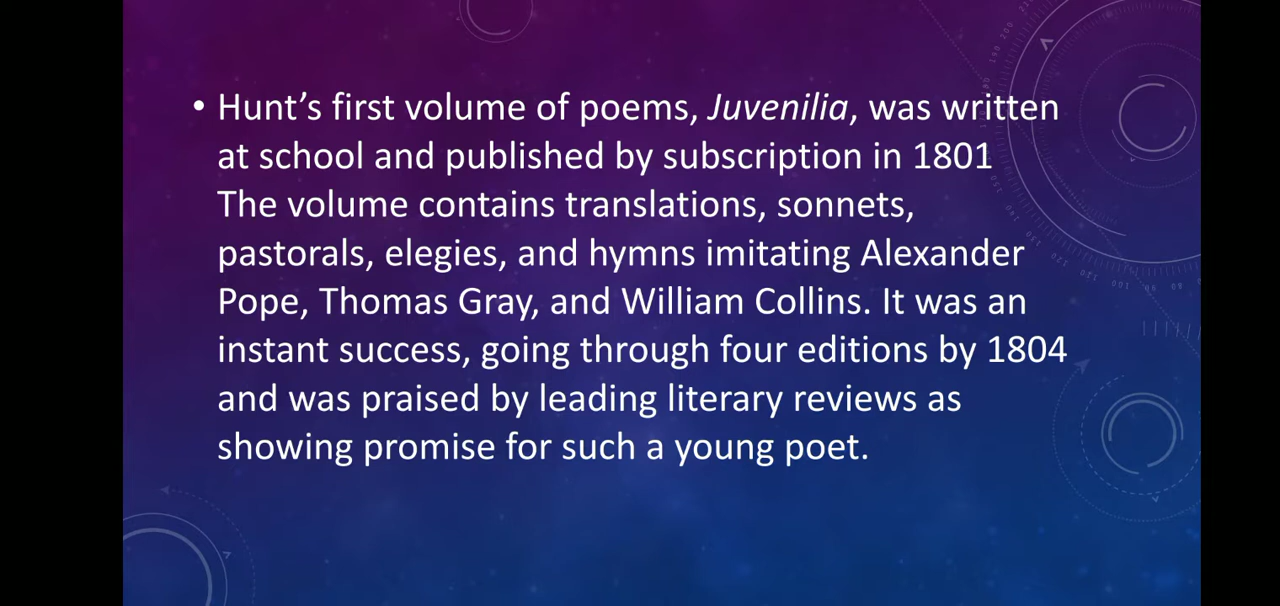 • Hunt’s first volume of poems, Juvenilia, was written
at school and published by subscription in 1801
The volume contains translations, sonnets,
pastorals, elegies, and hymns imitating Alexander
Pope, Thomas Gray, and William Collins. It was an
instant success, going through four editions by 1804
and was praised by leading literary reviews as
showing promise for such a young poet.